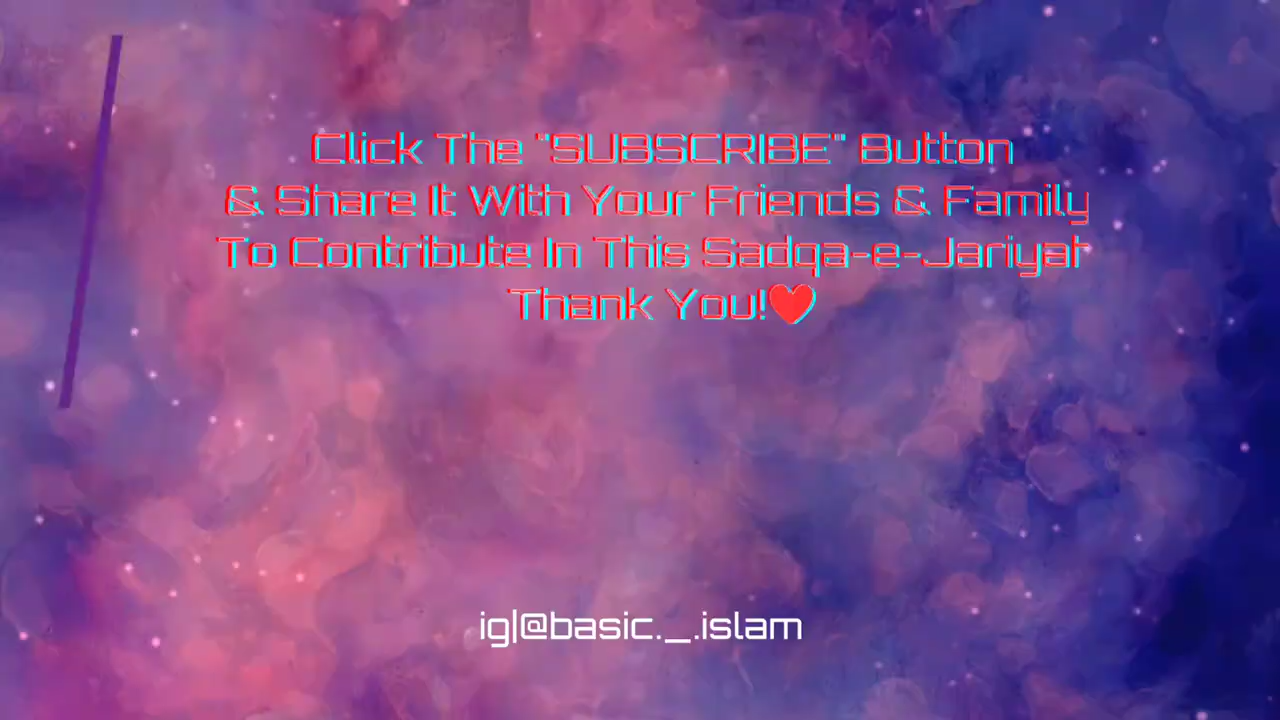 Click The "SUBSCRIBE" Button
& Share It With Your Friends & Family
To Contribute In This Sadqa-e-Jariyah
Thank You!❤️
ig|@basic._.islam